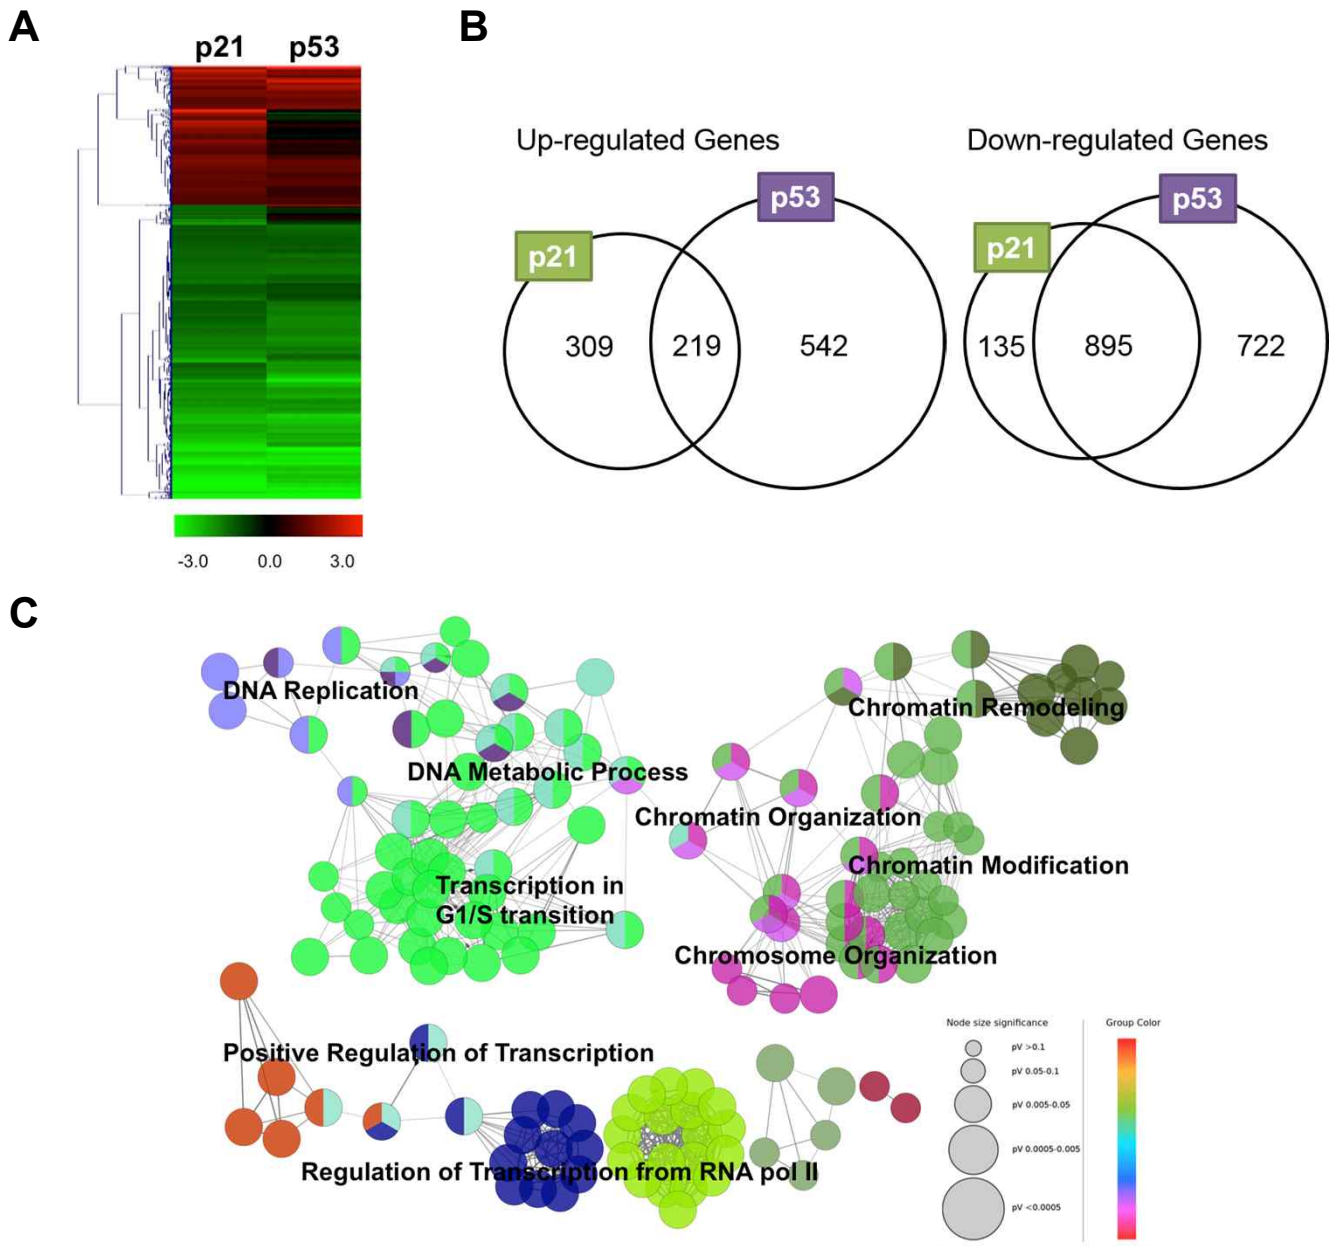 A
B
p21 p53
-3.0 0.0 3.0
Up-regulated Genes
Down-regulated Genes
p53
p21
309 219 542
p53
p21
135 895 722
C
DNA Replication
DNA Metabolic Process
Transcription in
G1/S transition
Chromatin Remodeling
Chromatin Organization
Chromatin Modification
Chromosome Organization
Positive Regulation of Transcription
Regulation of Transcription from RNA pol II
Node size significance
pV >0.1
pV 0.05-0.1
pV 0.005-0.05
pV 0.0005-0.005
pV <0.0005
Group Color